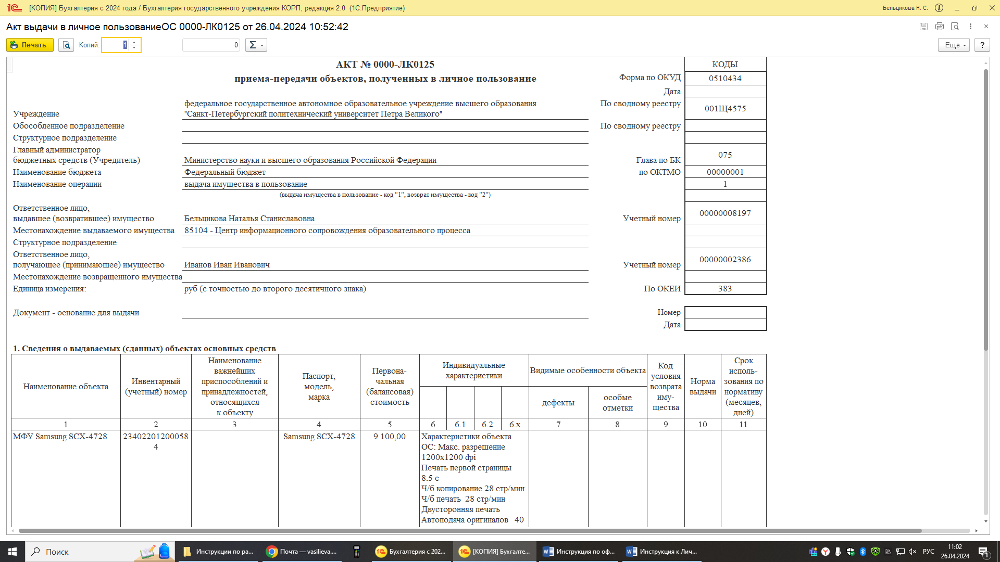 [КОПИЯ] Бухгалтерия с 2024 года / Бухгалтерия государственного учреждения КОРП, редакция 2.0 (1С:Предприятие)
Бельцикова Н. С.
Акт выдачи в личное пользованиеОС 0000-ЛК0125 от 26.04.2024 10:52:42
Печать
Копий:
1
0
Σ
Еще
?
АКТ № 0000-ЛК0125
КОДЫ
приема-передачи объектов, полученных в личное пользование
Форма по ОКУД
0510434
Дата
федеральное государственное автономное образовательное учреждение высшего образования
По сводному реестру
001Щ4575
Учреждение
"Санкт-Петербургский политехнический университет Петра Великого"
Обособленное подразделение
По сводному реестру
Структурное подразделение
Главный администратор
бюджетных средств (Учредитель)
Министерство науки и высшего образования Российской Федерации
Глава по БК
075
Наименование бюджета
Федеральный бюджет
по ОКТМО
00000001
Наименование операции
выдача имущества в пользование
1
(выдача имущества в пользование - код "1", возврат имущества - код "2")
Ответственное лицо,
выдавшее (возвратившее) имущество
Бельцикова Наталья Станиславовна
Учетный номер
00000008197
Местонахождение выдаваемого имущества
85104 - Центр информационного сопровождения образовательного процесса
Структурное подразделение
Ответственное лицо,
получающее (принимающее) имущество
Иванов Иван Иванович
Учетный номер
00000002386
Местонахождение возвращенного имущества
Единица измерения:
руб (с точностью до второго десятичного знака)
По ОКЕИ
383
Документ - основание для выдачи
Номер
Дата
1. Сведения о выдаваемых (сданных) объектах основных средств
Наименование объекта
Инвентарный
(учетный) номер
Наименование
важнейших
приспособлений и
принадлежностей,
относящихся
к объекту
Паспорт,
модель,
марка
Первона-
чальная
(балансовая)
стоимость
Индивидуальные
характеристики
Видимые особенности объекта
дефекты
особые
отметки
Код
условия
возврата
иму-
щества
Норма
выдачи
Срок
исполь-
зования по
нормативу
(месяцев,
дней)
1 2 3 4 5 6 6.1 6.2 6.x 7 8 9 10 11
МФУ Samsung SCX-4728
23402201200058
4
Samsung SCX-4728
9 100,00
Характеристики объекта
ОС: Макс. разрешение
1200x1200 dpi
Печать первой страницы
8.5 с
Ч/б копирование 28 стр/мин
Ч/б печать 28 стр/мин
Двусторонняя печать
Автоподача оригиналов 40
Поиск
Инструкции по ра...
Почта — vasilieva....
Бухгалтерия с 202...
[КОПИЯ] Бухгалте...
Инструкция по оф...
Инструкция к Лич...
РУС
11:02
26.04.2024
1